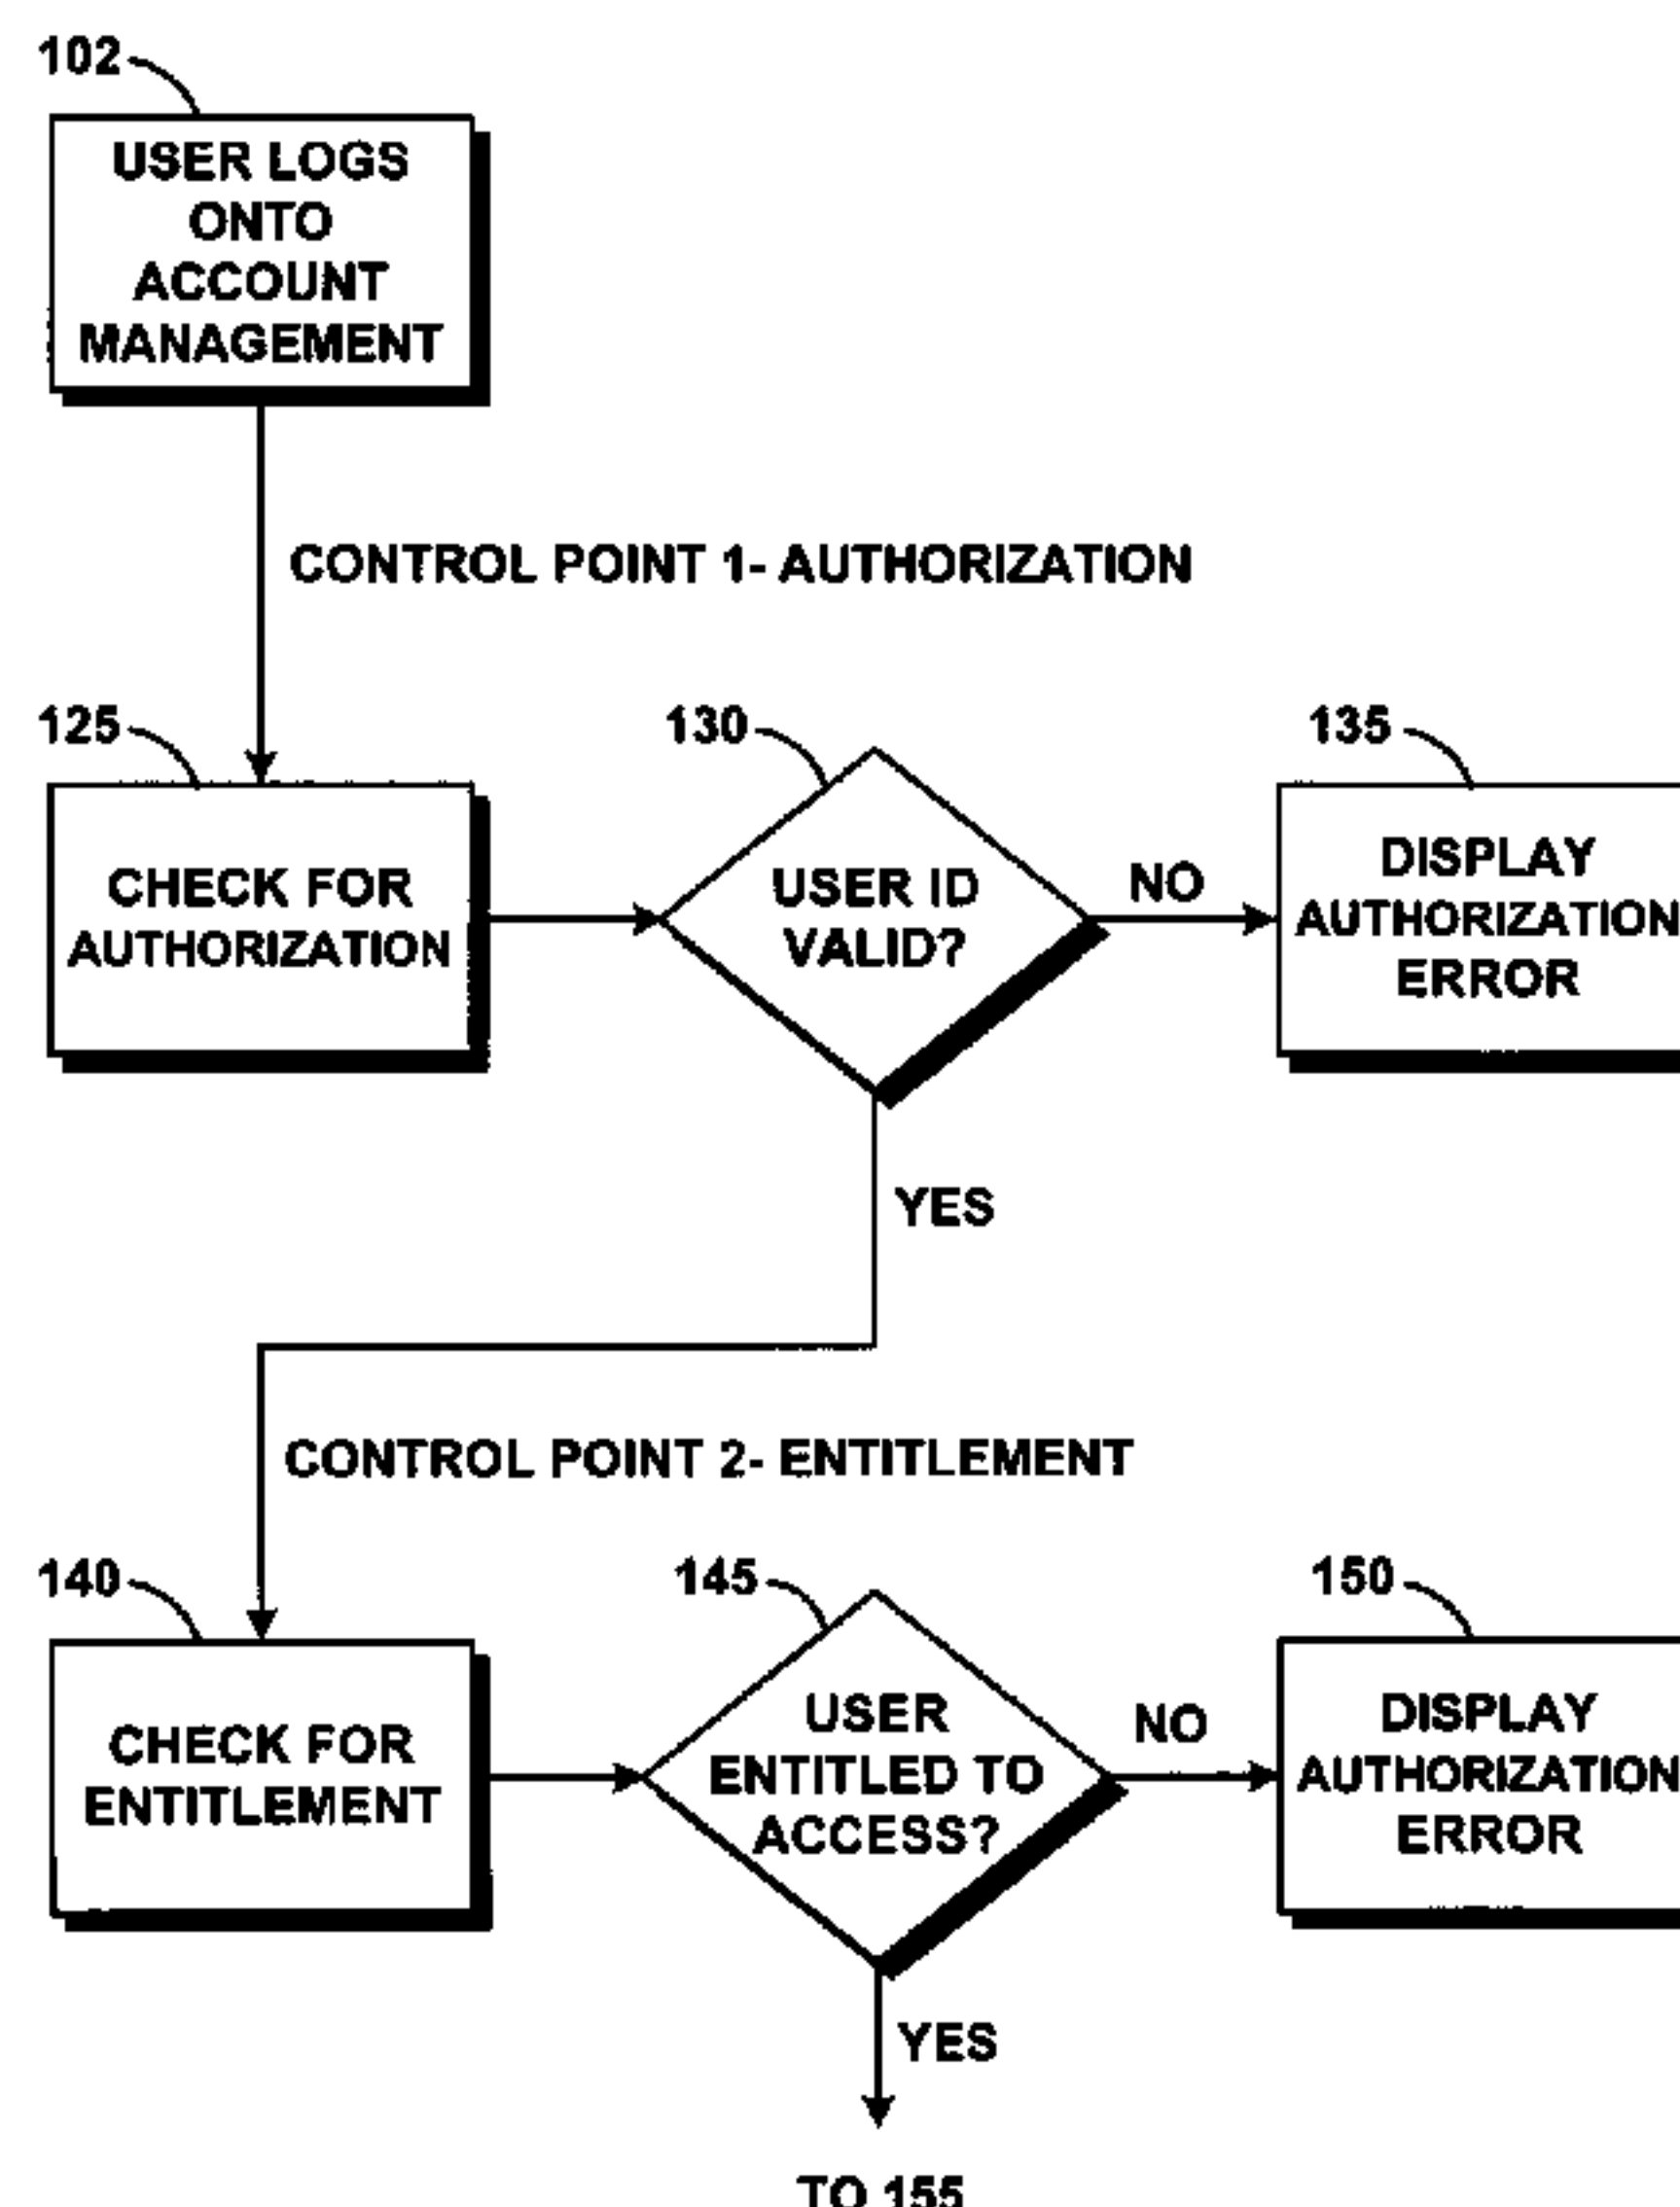 102
USER LOGS
ONTO
ACCOUNT
MANAGEMENT
CONTROL POINT 1- AUTHORIZATION
125
CHECK FOR
AUTHORIZATION
130
USER ID
VALID?
NO
135
DISPLAY
AUTHORIZATION
ERROR
YES
CONTROL POINT 2- ENTITLEMENT
140
CHECK FOR
ENTITLEMENT
145
USER
ENTITLED TO
ACCESS?
NO
150
DISPLAY
AUTHORIZATION
ERROR
YES
TO 155